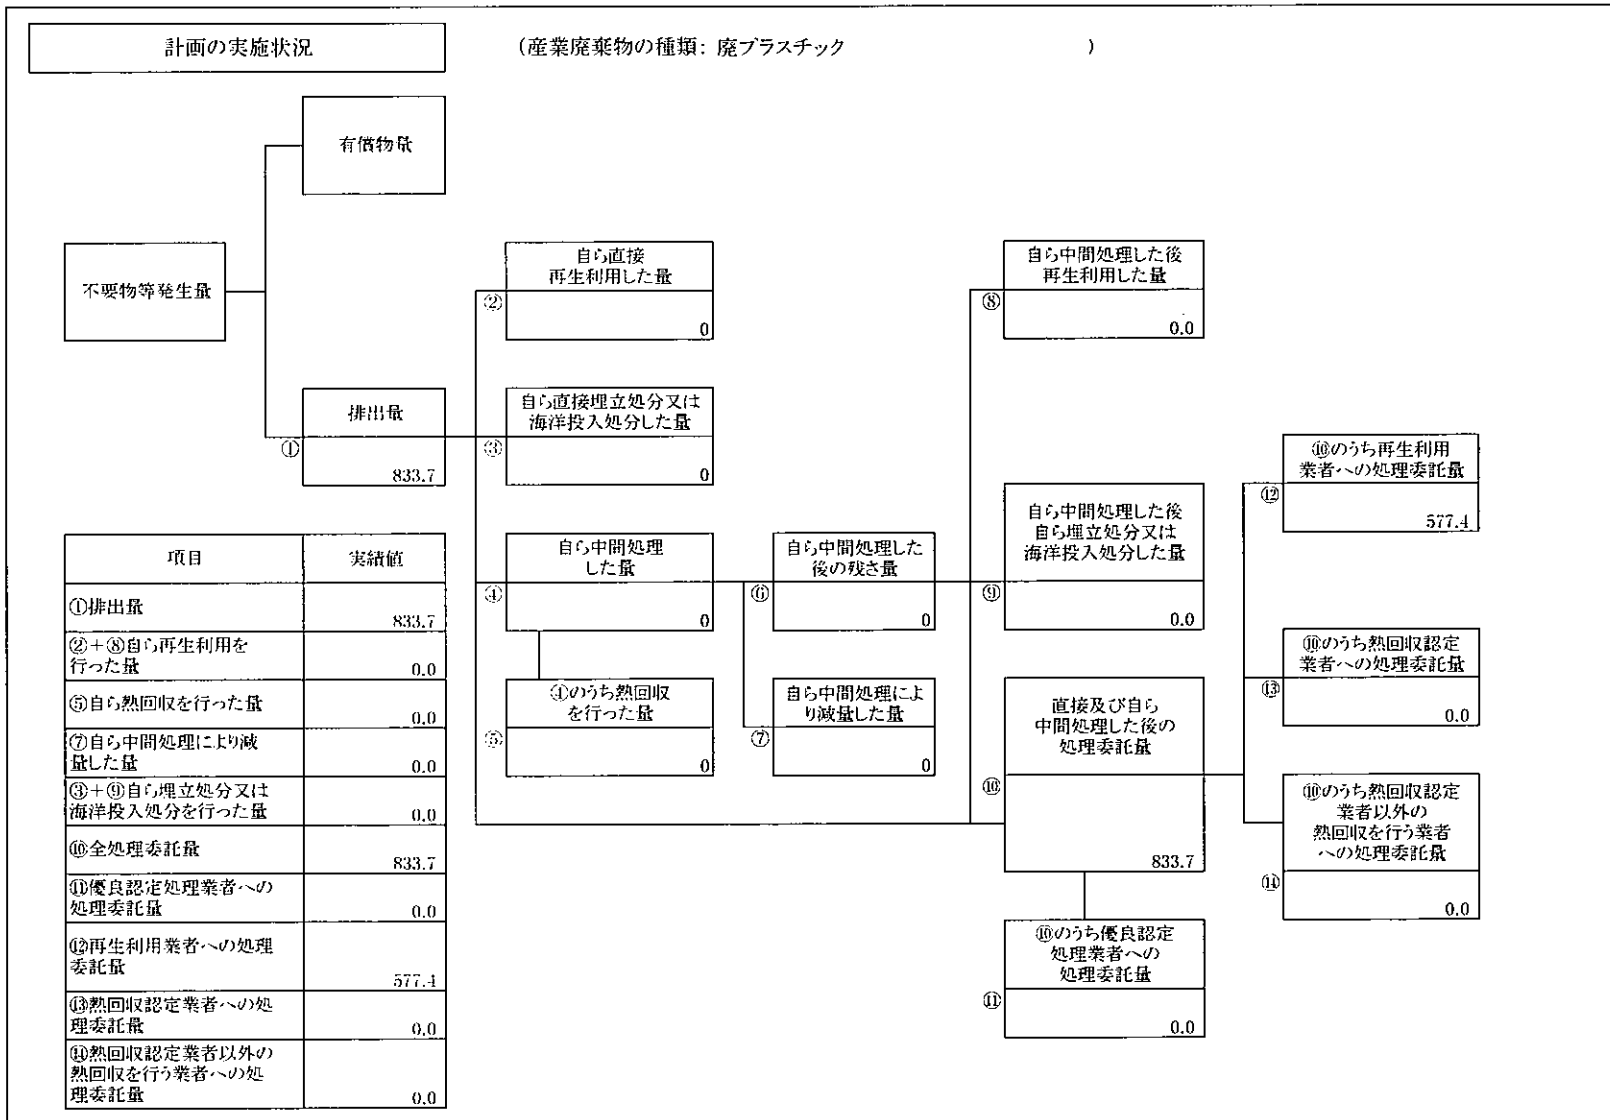 計画の実施状況
(産業廃棄物の種類: 廃プラスチック )
有償物量
不要物等発生量
排出量
①
833.7
自ら直接
再生利用した量
②
0
自ら直接埋立処分又は
海洋投入処分した量
③
0
自ら中間処理
した量
④
0
④のうち熱回収
を行った量
⑤
0
自ら中間処理した
後の残さ量
⑥
0
自ら中間処理によ
り減量した量
⑦
0
自ら中間処理した後
再生利用した量
⑧
0.0
自ら中間処理した後
自ら埋立処分又は
海洋投入処分した量
⑨
0.0
直接及び自ら
中間処理した後の
処理委託量
⑩
833.7
⑩のうち優良認定
処理業者への
処理委託量
⑪
0.0
⑩のうち再生利用
業者への処理委託量
⑫
577.4
⑩のうち熱回収認定
業者への処理委託量
⑬
0.0
⑩のうち熱回収認定
業者以外の
熱回収を行う業者
への処理委託量
⑭
0.0
項目 実績値
①排出量 833.7
②+⑧自ら再生利用を
行った量 0.0
⑤自ら熱回収を行った量 0.0
⑦自ら中間処理により減
量した量 0.0
③+⑨自ら埋立処分又は
海洋投入処分を行った量 0.0
⑩全処理委託量 833.7
⑪優良認定処理業者への
処理委託量 0.0
⑫再生利用業者への処理
委託量 577.4
⑬熱回収認定業者への処
理委託量 0.0
⑭熱回収認定業者以外の
熱回収を行う業者への処
理委託量 0.0